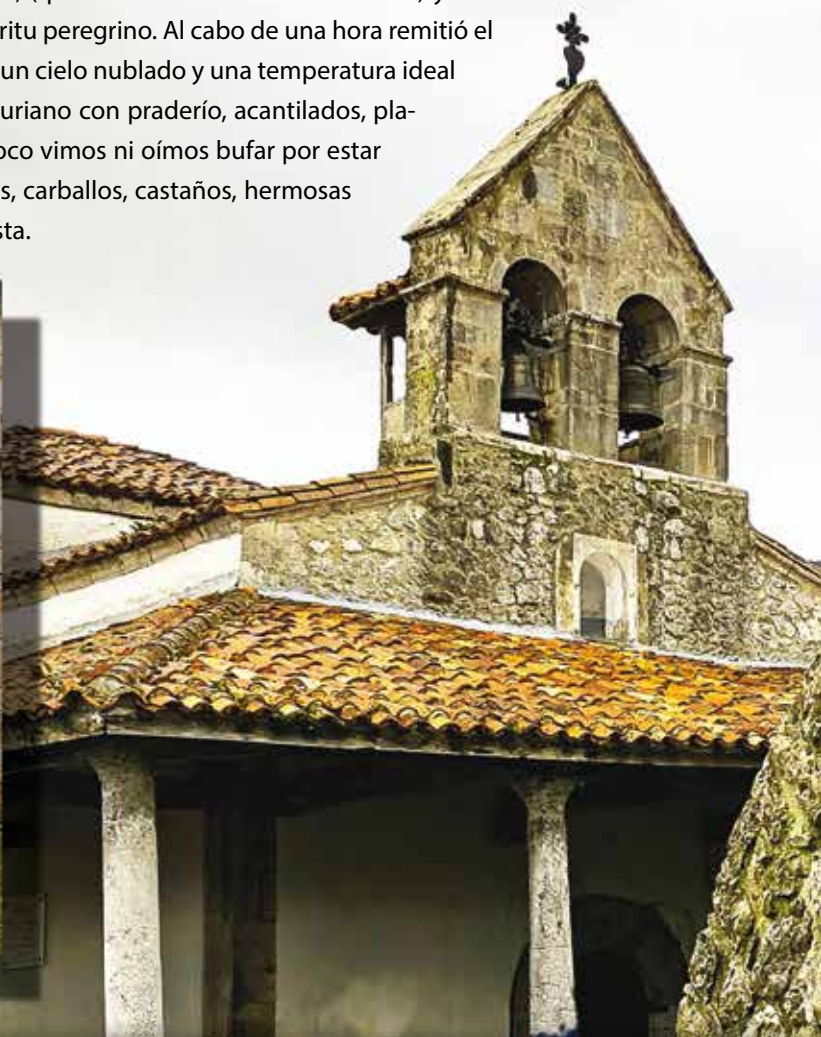 ritu peregrino. Al cabo de una hora remitió el
un cielo nublado y una temperatura ideal
uriano con praderío, acantilados, pla-
oco vimos ni oímos bufar por estar
s, carballos, castaños, hermosas
sta.